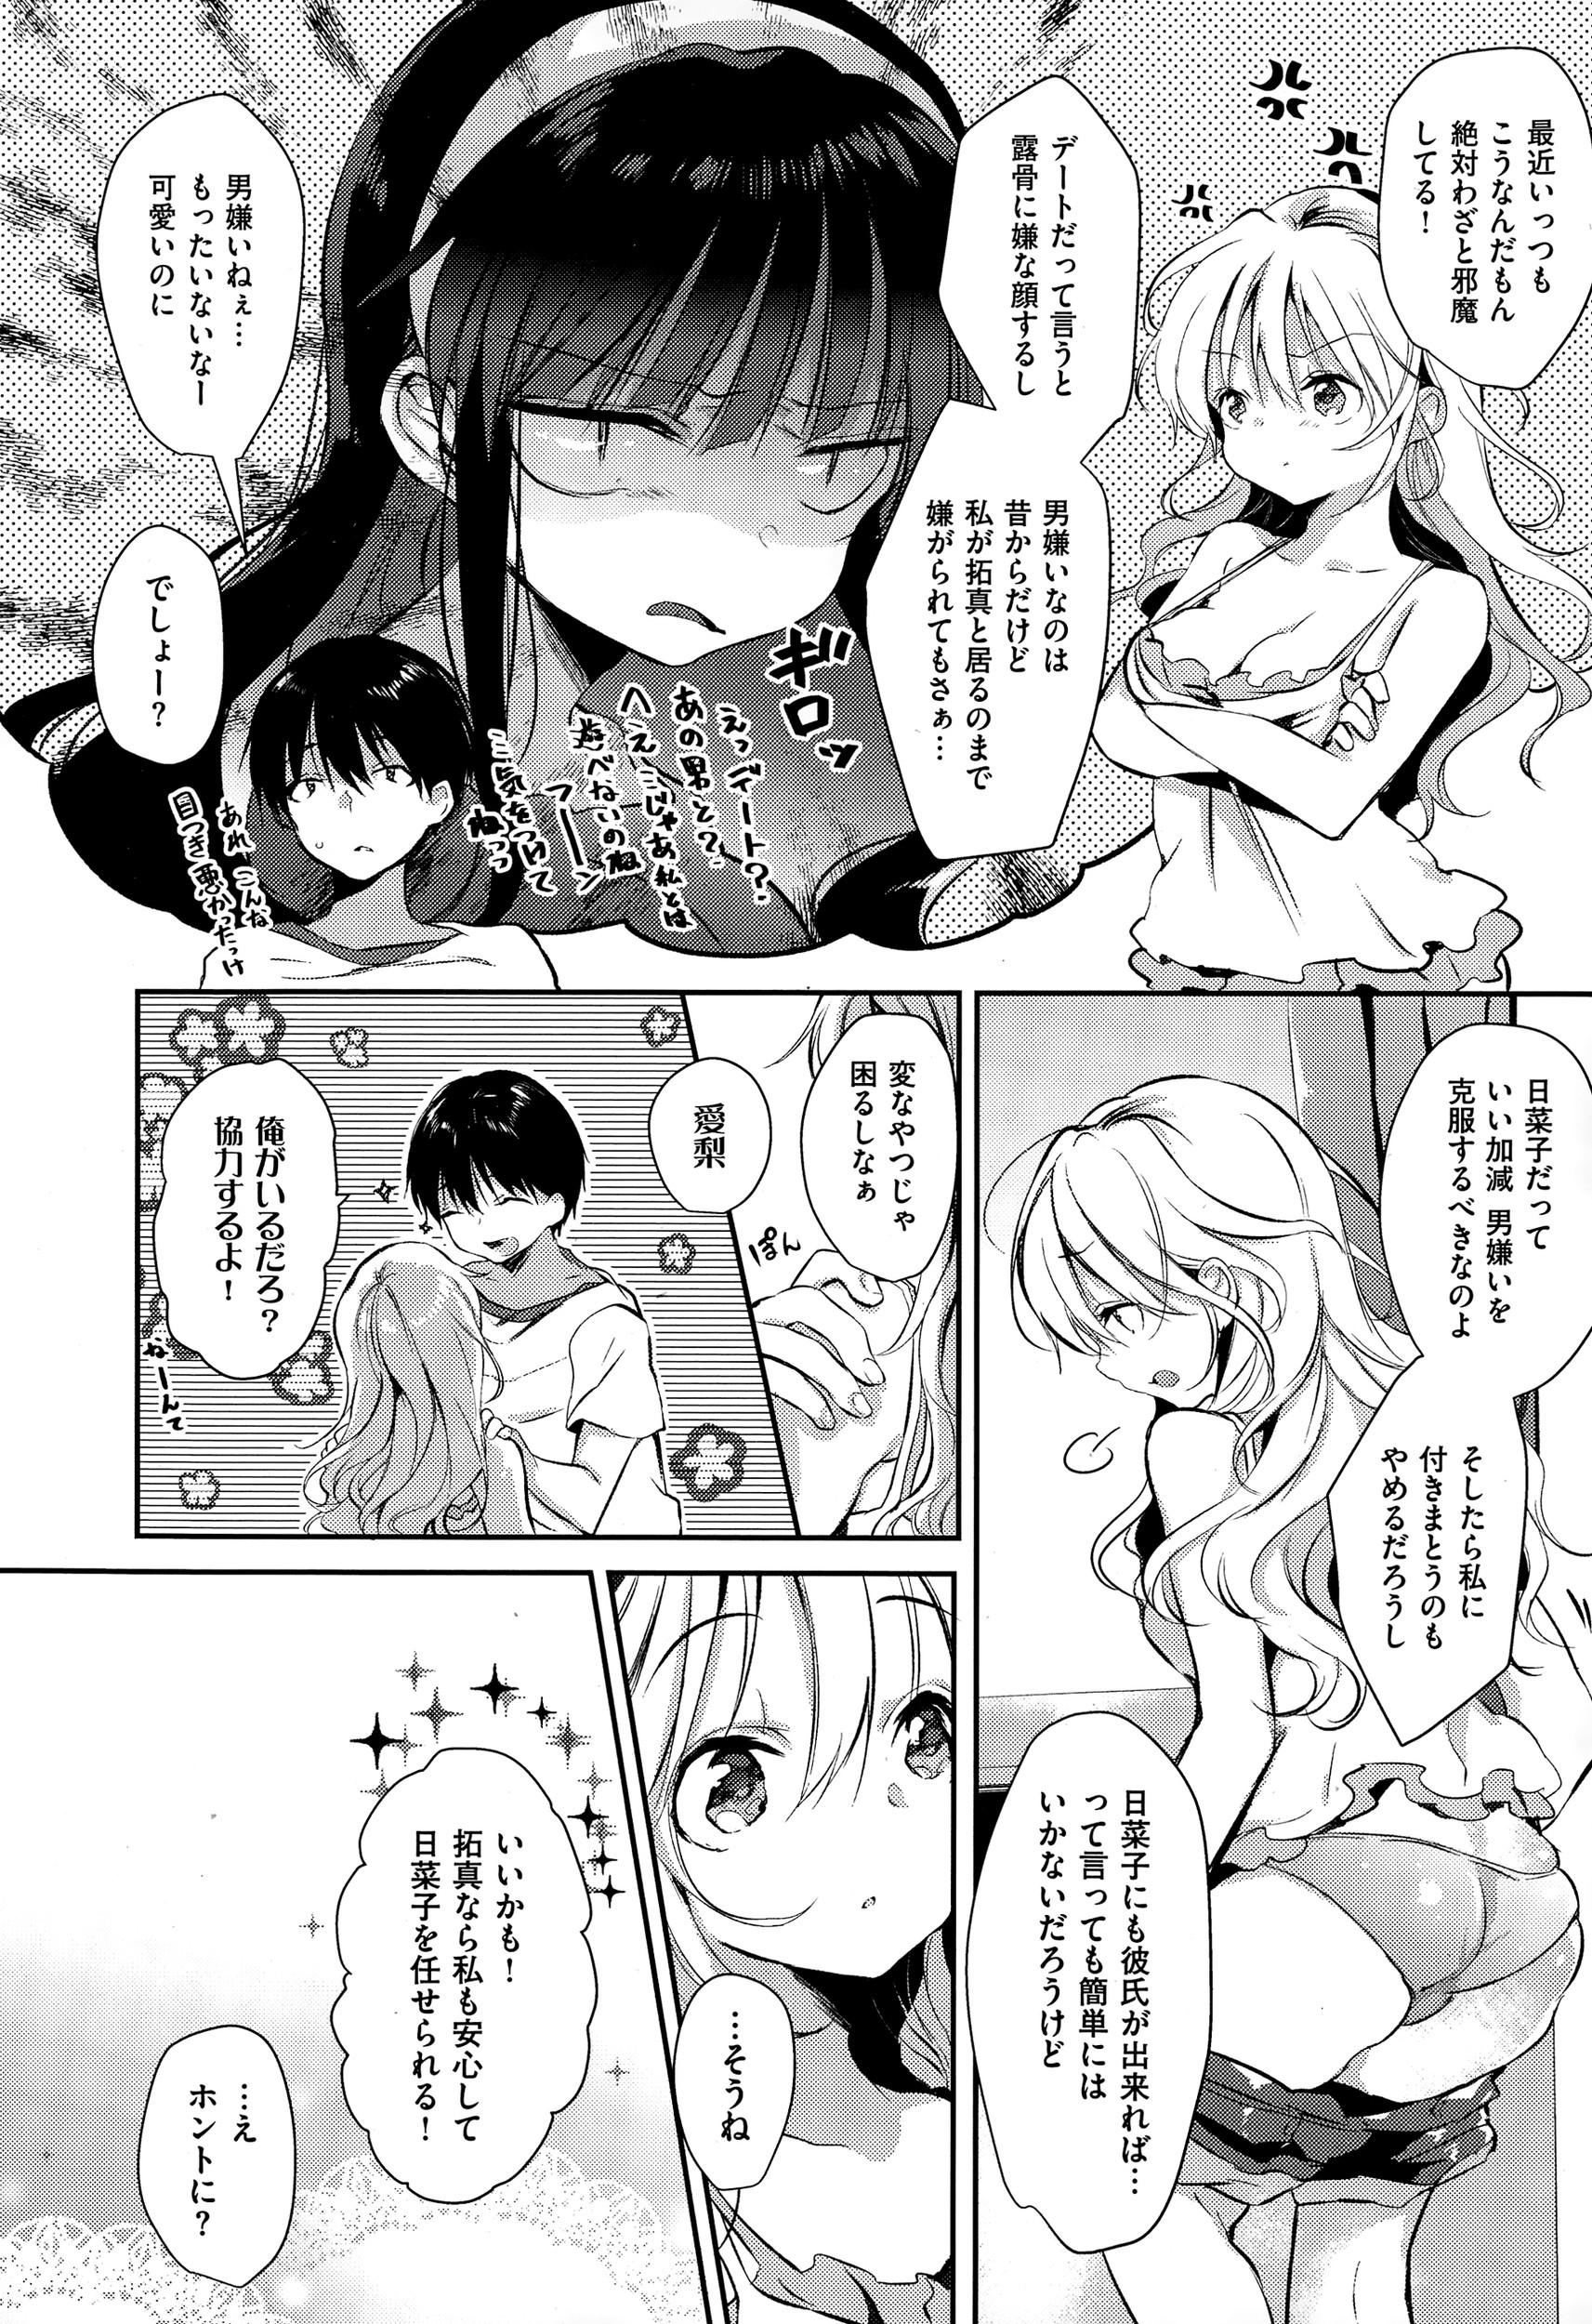 最近いっつも
こうなんだもん
絶対わざと邪魔
してる！
デートだって言うと
露骨に嫌な顔するし
男嫌いなのは
昔からだけど
私が拓真と居るのまで
嫌がられてもさぁ…
ギロッ
えっデート？
あの男と？
へえ…じゃあ私とは
遊べないのね
フーーン
…気をつけて
ねっっ
男嫌いねぇ…
もったいないなー
可愛いのに
でしょー？
あれ こんな
目つき悪かったっけ
日菜子だって
いい加減 男嫌いを
克服するべきなのよ
そしたら私に
付きまとうのも
やめるだろうし
日菜子にも彼氏が出来れば…
って言っても簡単には
いかないだろうけど
変なやつじゃ
困るしなぁ
ぽん
愛梨
俺がいるだろ？
協力するよ！
なーんて
…そうね
いいかも！
拓真なら私も安心して
日菜子を任せられる！
…え
ホントに？